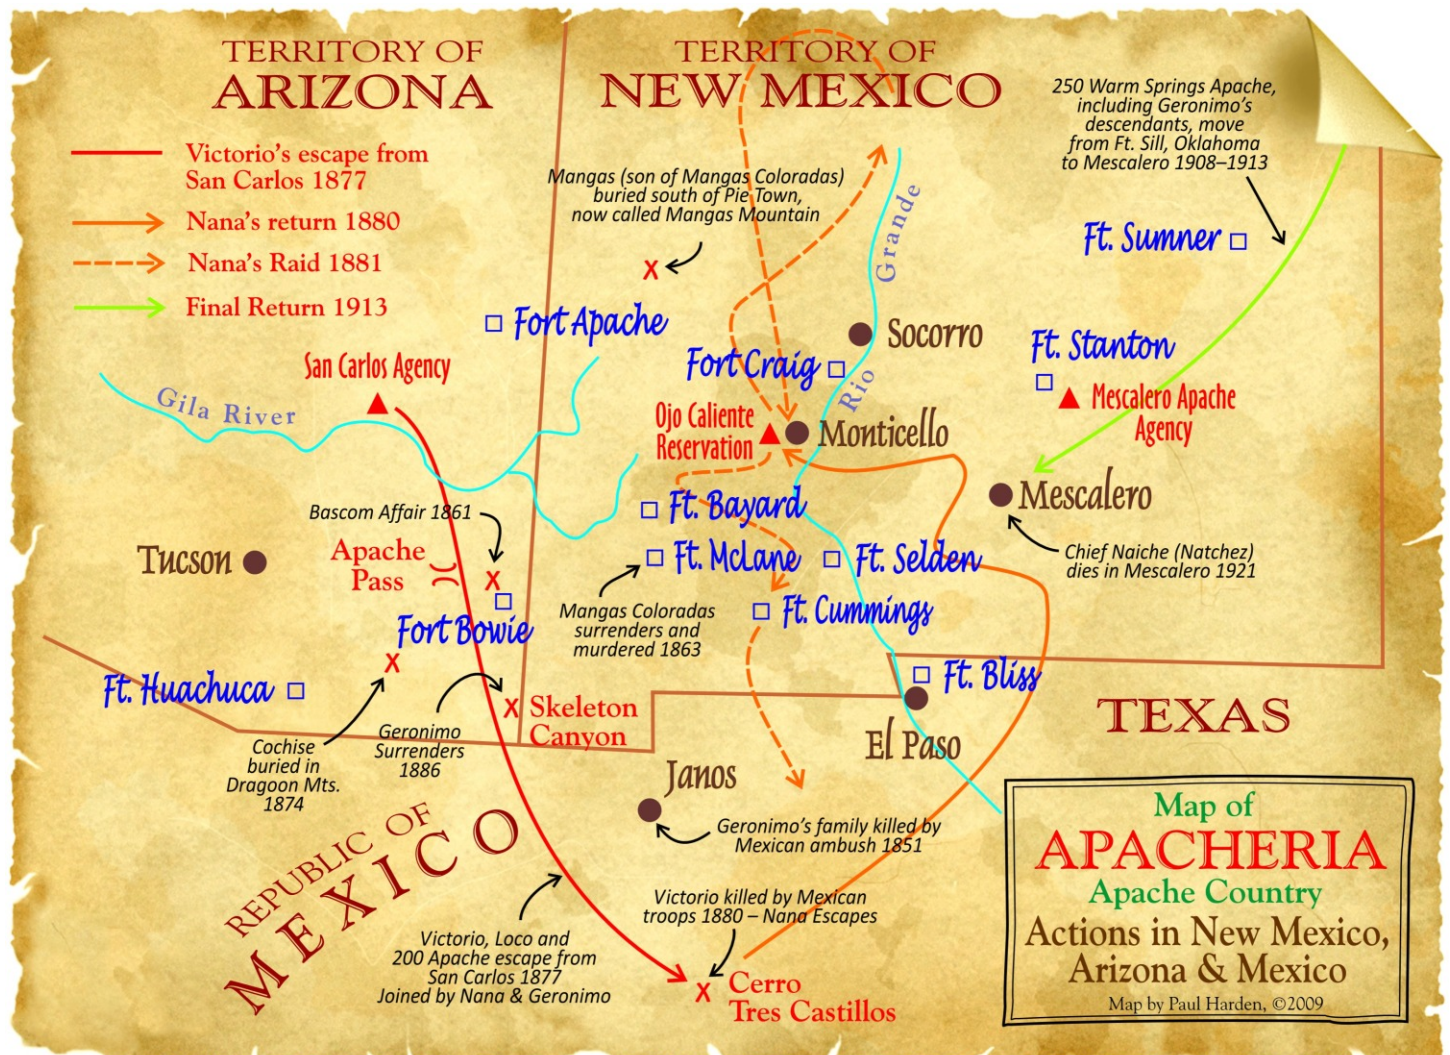 TERRITORY OF
ARIZONA
TERRITORY OF
NEW MEXICO
Victorio's escape from
San Carlos 1877
Nana's return 1880
Nana's Raid 1881
Final Return 1913
250 Warm Springs Apache,
including Geronimo's
descendants, move
from Ft. Sill, Oklahoma
to Mescalero 1908–1913
Mangas (son of Mangas Coloradas)
buried south of Pie Town,
now called Mangas Mountain
X
Rio Grande
Ft. Sumner
Fort Apache
Socorro
Ft. Stanton
Fort Craig
San Carlos Agency
Gila River
Mescalero Apache
Agency
Ojo Caliente
Reservation
Monticello
Mescalero
Ft. Bayard
Bascom Affair 1861
Apache
Pass
X
Tucson
Ft. McLane
Ft. Selden
Chief Naiche (Natchez)
dies in Mescalero 1921
Mangas Coloradas
surrenders and
murdered 1863
Ft. Cummings
Fort Bowie
X
Ft. Huachuca
Ft. Bliss
X
Skeleton
Canyon
Geronimo
Surrenders
1886
Cochise
buried in
Dragoon Mts.
1874
El Paso
TEXAS
Janos
Geronimo's family killed by
Mexican ambush 1851
REPUBLIC OF
MEXICO
Victorio killed by Mexican
troops 1880 – Nana Escapes
Victorio, Loco and
200 Apache escape from
San Carlos 1877
Joined by Nana & Geronimo
X
Cerro
Tres Castillos
Map of
APACHERIA
Apache Country
Actions in New Mexico,
Arizona & Mexico
Map by Paul Harden, ©2009